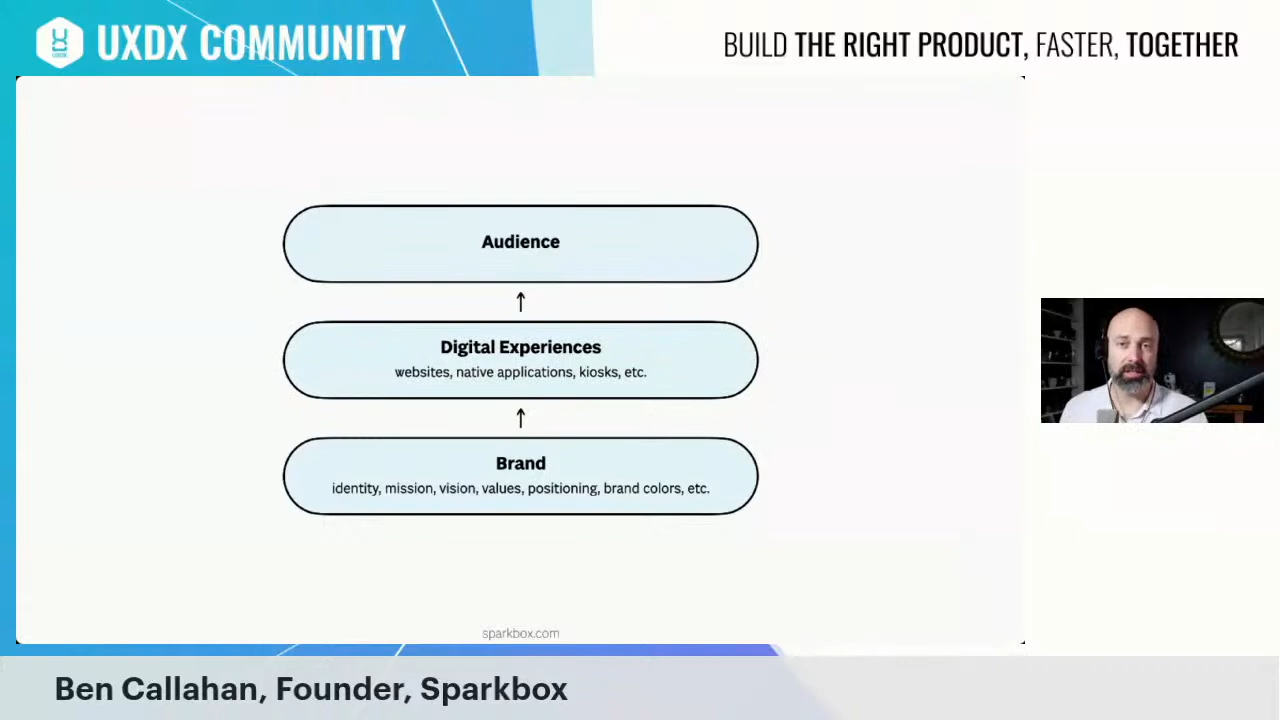 UXDX COMMUNITY
BUILD THE RIGHT PRODUCT, FASTER, TOGETHER
Audience
↑
Digital Experiences
websites, native applications, kiosks, etc.
↑
Brand
identity, mission, vision, values, positioning, brand colors, etc.
sparkbox.com
Ben Callahan, Founder, Sparkbox